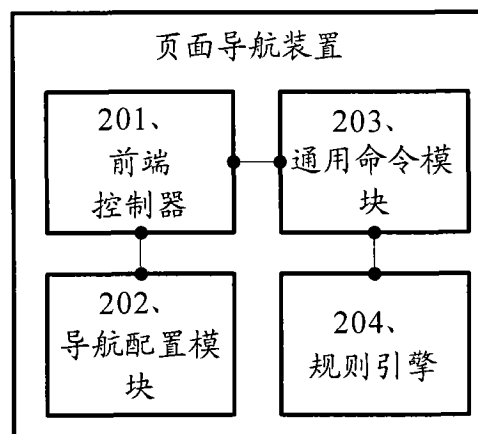 页面导航装置
201、
前端
控制器
203、
通用命令模
块
202、
导航配置模
块
204、
规则引擎